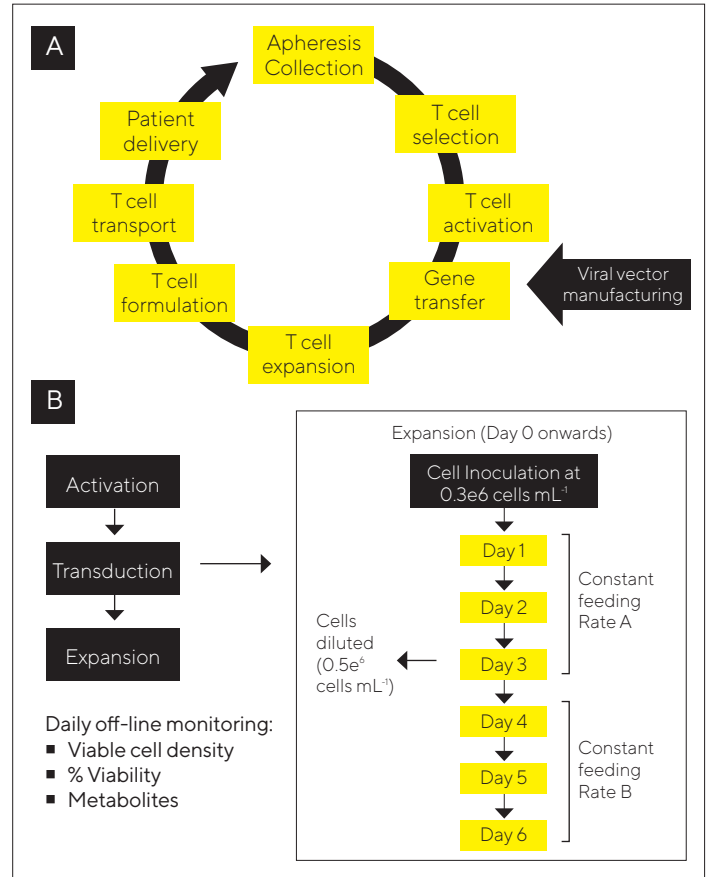 A
Apheresis
Collection
T cell
selection
T cell
activation
Gene
transfer
Viral vector
manufacturing
T cell
expansion
T cell
formulation
T cell
transport
Patient
delivery
B
Activation
Transduction
Expansion
Daily off-line monitoring:
■ Viable cell density
■ % Viability
■ Metabolites
Expansion (Day 0 onwards)
Cell Inoculation at
0.3e6 cells mL⁻¹
Day 1
Day 2
Day 3
Constant
feeding
Rate A
Cells
diluted
(0.5e⁶
cells mL⁻¹)
Day 4
Day 5
Day 6
Constant
feeding
Rate B